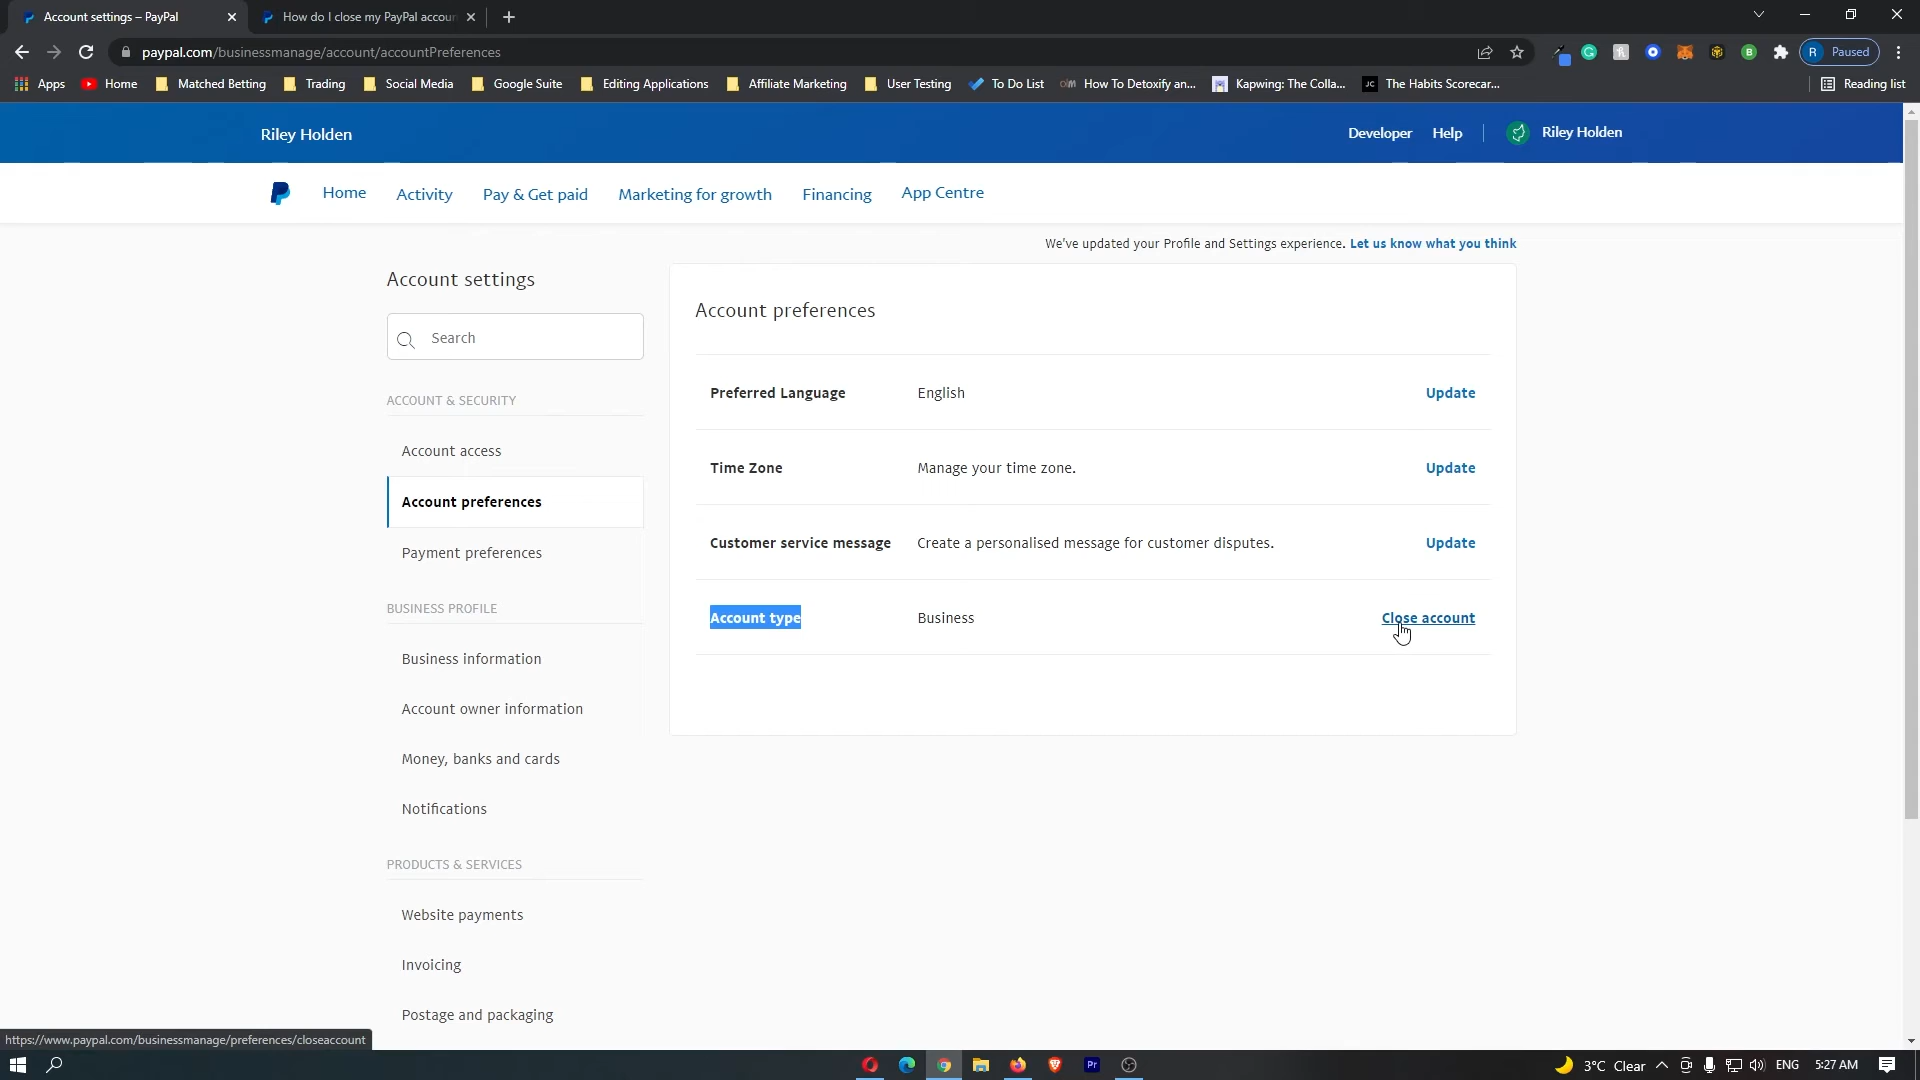 Account settings – PayPal
How do I close my PayPal accoun
paypal.com/businessmanage/account/accountPreferences
R Paused
Apps
Home
Matched Betting
Trading
Social Media
Google Suite
Editing Applications
Affiliate Marketing
User Testing
To Do List
How To Detoxify an...
Kapwing: The Colla...
JC The Habits Scorecar...
Reading list
Riley Holden
Developer
Help
Riley Holden
Home
Activity
Pay & Get paid
Marketing for growth
Financing
App Centre
We've updated your Profile and Settings experience. Let us know what you think
Account settings
Search
ACCOUNT & SECURITY
Account access
Account preferences
Payment preferences
BUSINESS PROFILE
Business information
Account owner information
Money, banks and cards
Notifications
PRODUCTS & SERVICES
Website payments
Invoicing
Postage and packaging
Account preferences
Preferred Language
English
Update
Time Zone
Manage your time zone.
Update
Customer service message
Create a personalised message for customer disputes.
Update
Account type
Business
Close account
https://www.paypal.com/businessmanage/preferences/closeaccount
Pr
3°C Clear
ENG
5:27 AM